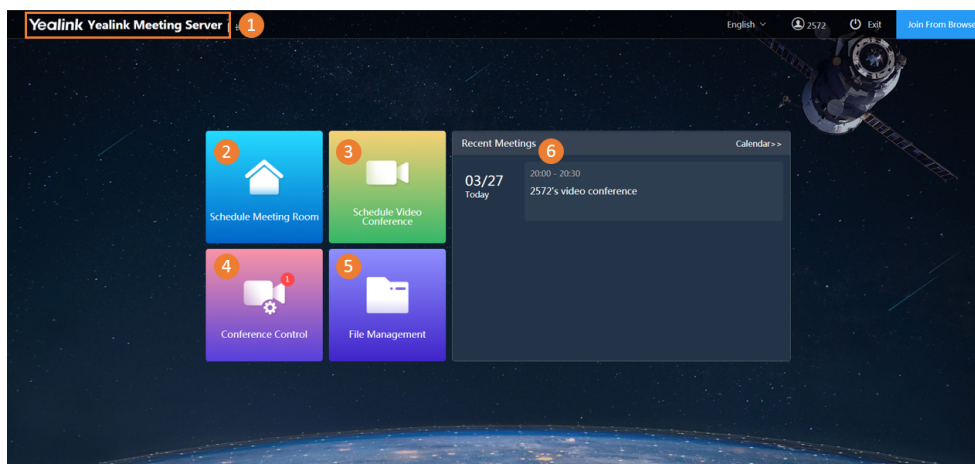 Yealink Yealink Meeting Server
1
English
2572
Exit
Join From Browse
2
3
Schedule Meeting Room
Schedule Video
Conference
4
1
5
Conference Control
File Management
Recent Meetings
6
Calendar>>
03/27
Today
20:00 - 20:30
2572's video conference